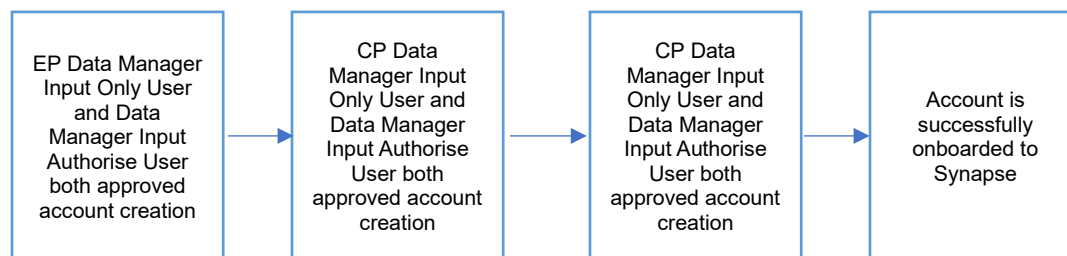 EP Data Manager
Input Only User
and Data
Manager Input
Authorise User
both approved
account creation
CP Data
Manager Input
Only User and
Data Manager
Input Authorise
User both
approved account
creation
CP Data
Manager Input
Only User and
Data Manager
Input Authorise
User both
approved account
creation
Account is
successfully
onboarded to
Synapse